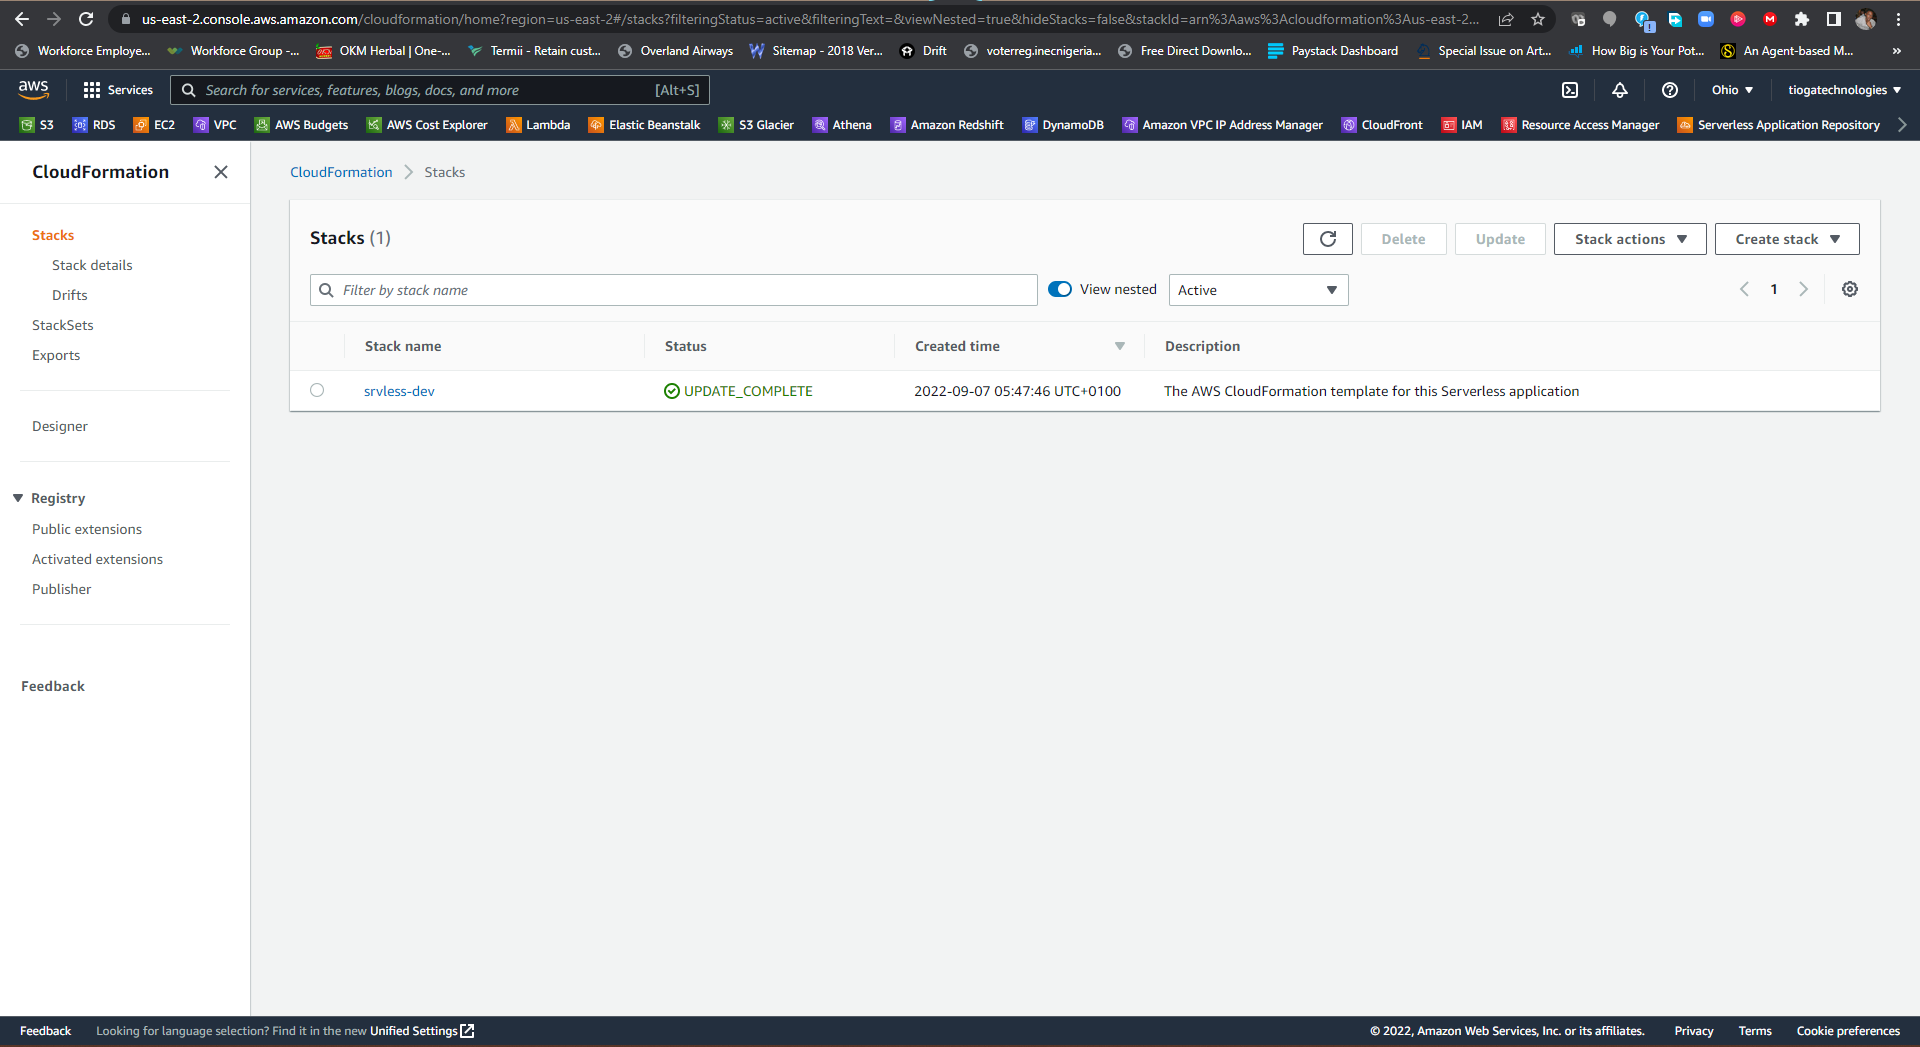 us-east-2.console.aws.amazon.com/cloudformation/home?region=us-east-2#/stacks?filteringStatus=active&filteringText=&viewNested=true&hideStacks=false&stackId=arn%3Aaws%3Acloudformation%3Aus-east-2...
Workforce Employe... Workforce Group -... OKM Herbal | One-... Termii - Retain cust... Overland Airways Sitemap - 2018 Ver... Drift voterreg.inecnigeria... Free Direct Downlo... Paystack Dashboard Special Issue on Art... How Big is Your Pot... An Agent-based M... »
aws Services Search for services, features, blogs, docs, and more [Alt+S] Ohio tiogatechnologies
S3 RDS EC2 VPC AWS Budgets AWS Cost Explorer Lambda Elastic Beanstalk S3 Glacier Athena Amazon Redshift DynamoDB Amazon VPC IP Address Manager CloudFront IAM Resource Access Manager Serverless Application Repository
CloudFormation
Stacks
Stack details
Drifts
StackSets
Exports
Designer
Registry
Public extensions
Activated extensions
Publisher
Feedback
CloudFormation Stacks
Stacks (1) Delete Update Stack actions Create stack
Filter by stack name View nested Active 1
Stack name Status Created time Description
srvless-dev UPDATE_COMPLETE 2022-09-07 05:47:46 UTC+0100 The AWS CloudFormation template for this Serverless application
Feedback Looking for language selection? Find it in the new Unified Settings © 2022, Amazon Web Services, Inc. or its affiliates. Privacy Terms Cookie preferences